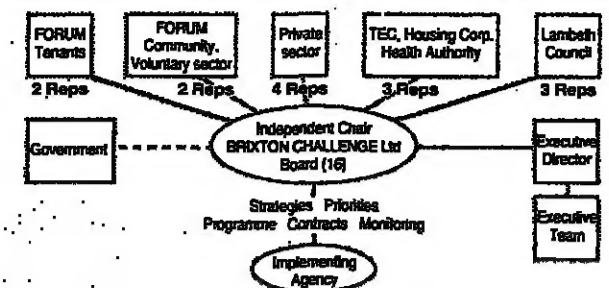 FORUM
Tenants
FORUM
Community,
Voluntary sector
Private
sector
TEC, Housing Corp.
Health Authority
Lambeth
Council
2 Reps
2 Reps
4 Reps
3 Reps
3 Reps
Government
Independent Chair
BRIXTON CHALLENGE Ltd
Board (16)
Executive
Director
Strategies Priorities
Programme Contracts Monitoring
Executive
Team
Implementing
Agency